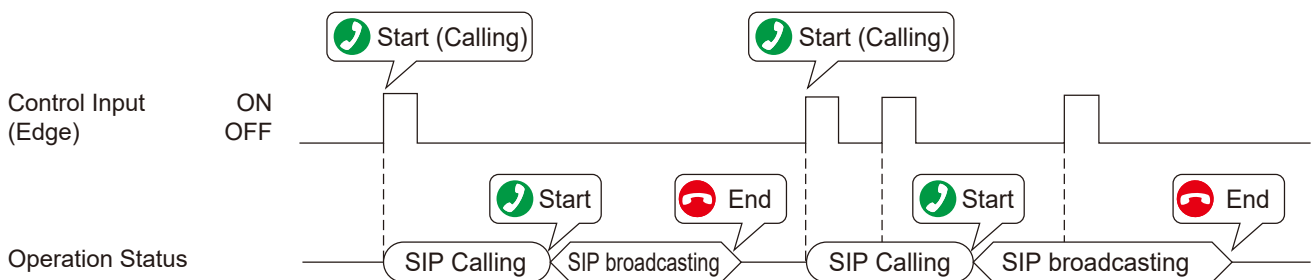 Start (Calling) Start (Calling)
Control Input ON
(Edge) OFF
Start End Start End
Operation Status SIP Calling SIP broadcasting SIP Calling SIP broadcasting